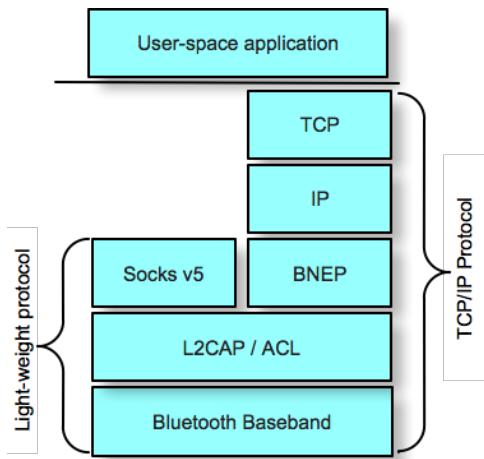 User-space application
TCP
IP
Socks v5
BNEP
L2CAP / ACL
Bluetooth Baseband
Light-weight protocol
TCP/IP Protocol